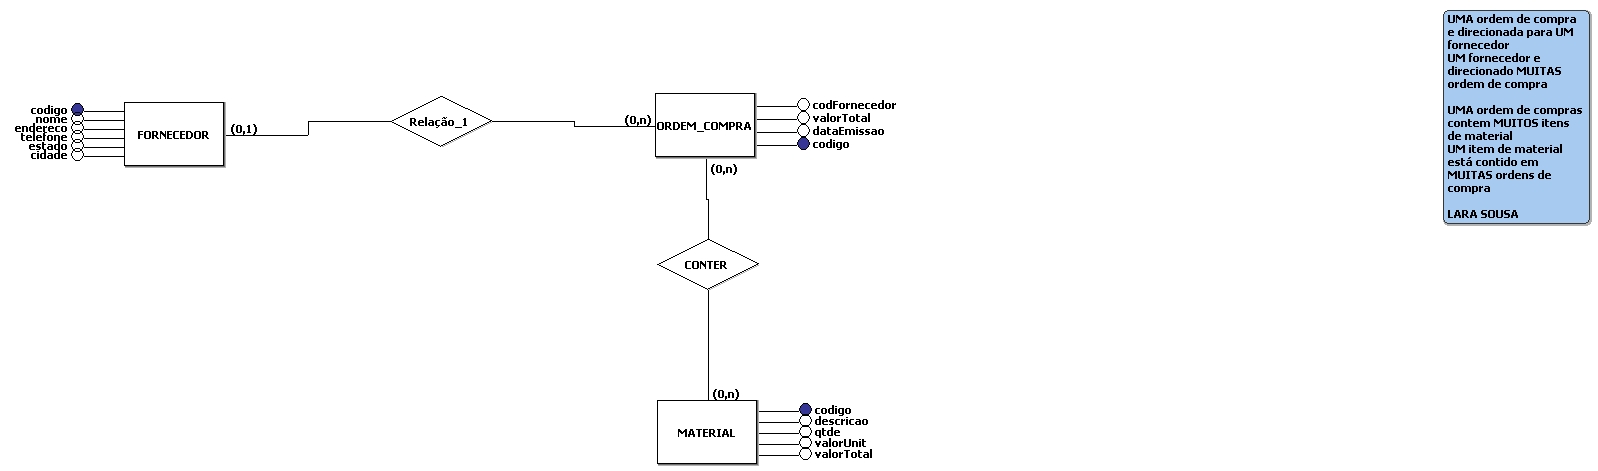 codigo
nome
endereco
telefone
estado
cidade
FORNECEDOR
(0,1)
Relação_1
(0,n)
ORDEM_COMPRA
codFornecedor
valorTotal
dataEmissao
codigo
(0,n)
CONTER
(0,n)
MATERIAL
codigo
descricao
qtde
valorUnit
valorTotal
UMA ordem de compra
e direcionada para UM
fornecedor
UM fornecedor e
direcionado MUITAS
ordem de compra
UMA ordem de compras
contem MUITOS itens
de material
UM item de material
está contido em
MUITAS ordens de
compra
LARA SOUSA